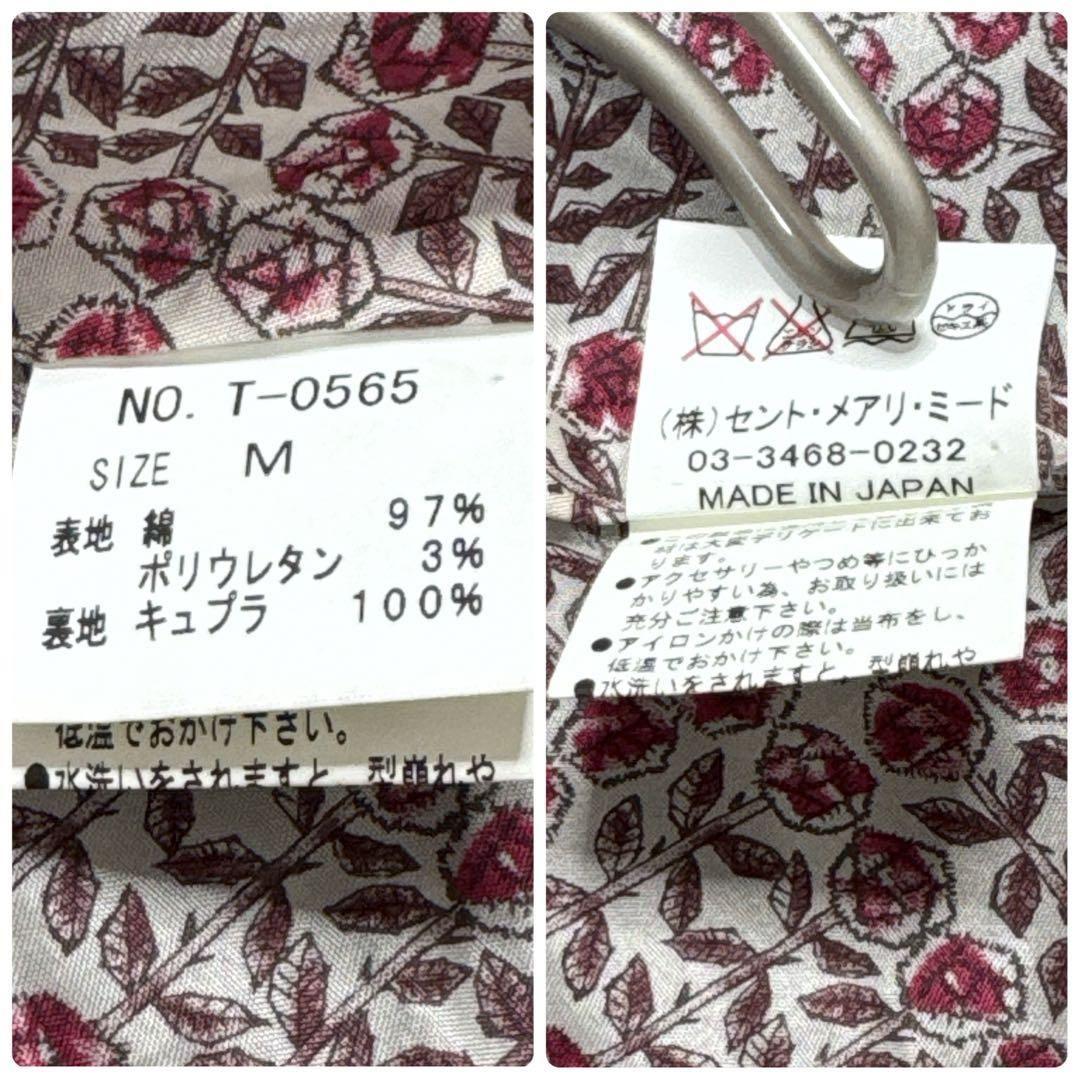 NO. T-0565
SIZE M
表地 綿 97%
ポリウレタン 3%
裏地 キュプラ 100%
低温でおかけ下さい。
●水洗いをされますと、型崩れや
ドライ
(株)セント・メアリ・ミード
03-3468-0232
MADE IN JAPAN
ります。
●アクセサリーやつめ等にひっか
かりやすい為、お取り扱いには
充分ご注意下さい。
●アイロンかけの際は当布をし、
低温でおかけ下さい。
●水洗いをされますと、型崩れや